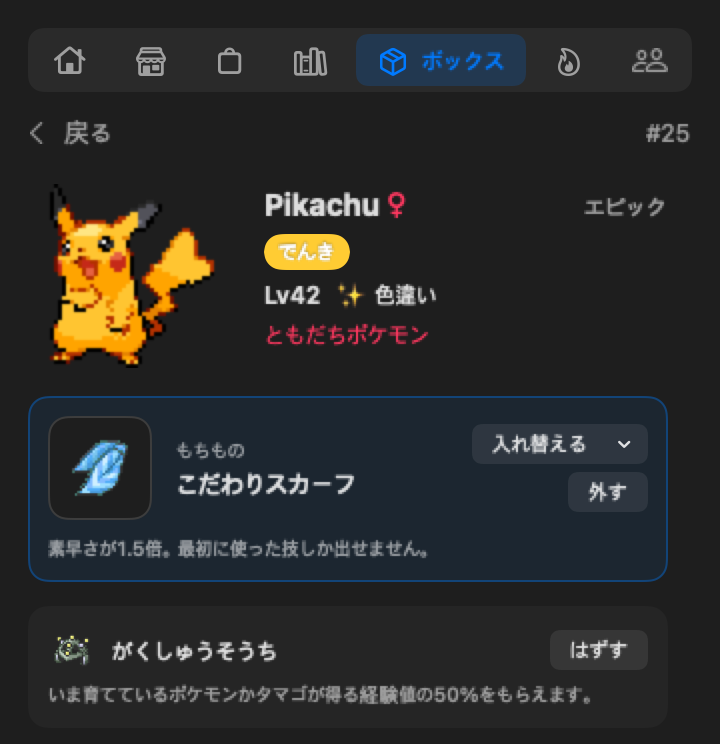 ボックス
戻る
#25
Pikachu♀
エピック
でんき
Lv42 ✨ 色違い
ともだちポケモン
もちもの
こだわりスカーフ
入れ替える
外す
素早さが1.5倍。最初に使った技しか出せません。
がくしゅうそうち
はずす
いま育てているポケモンかタマゴが得る経験値の50%をもらえます。